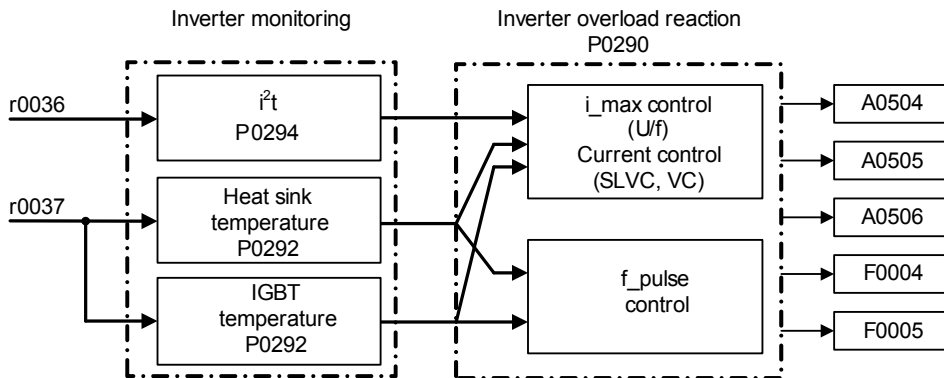 Inverter monitoring
Inverter overload reaction
P0290
r0036
i²t
P0294
r0037
Heat sink
temperature
P0292
IGBT
temperature
P0292
i_max control
(U/f)
Current control
(SLVC, VC)
f_pulse
control
A0504
A0505
A0506
F0004
F0005